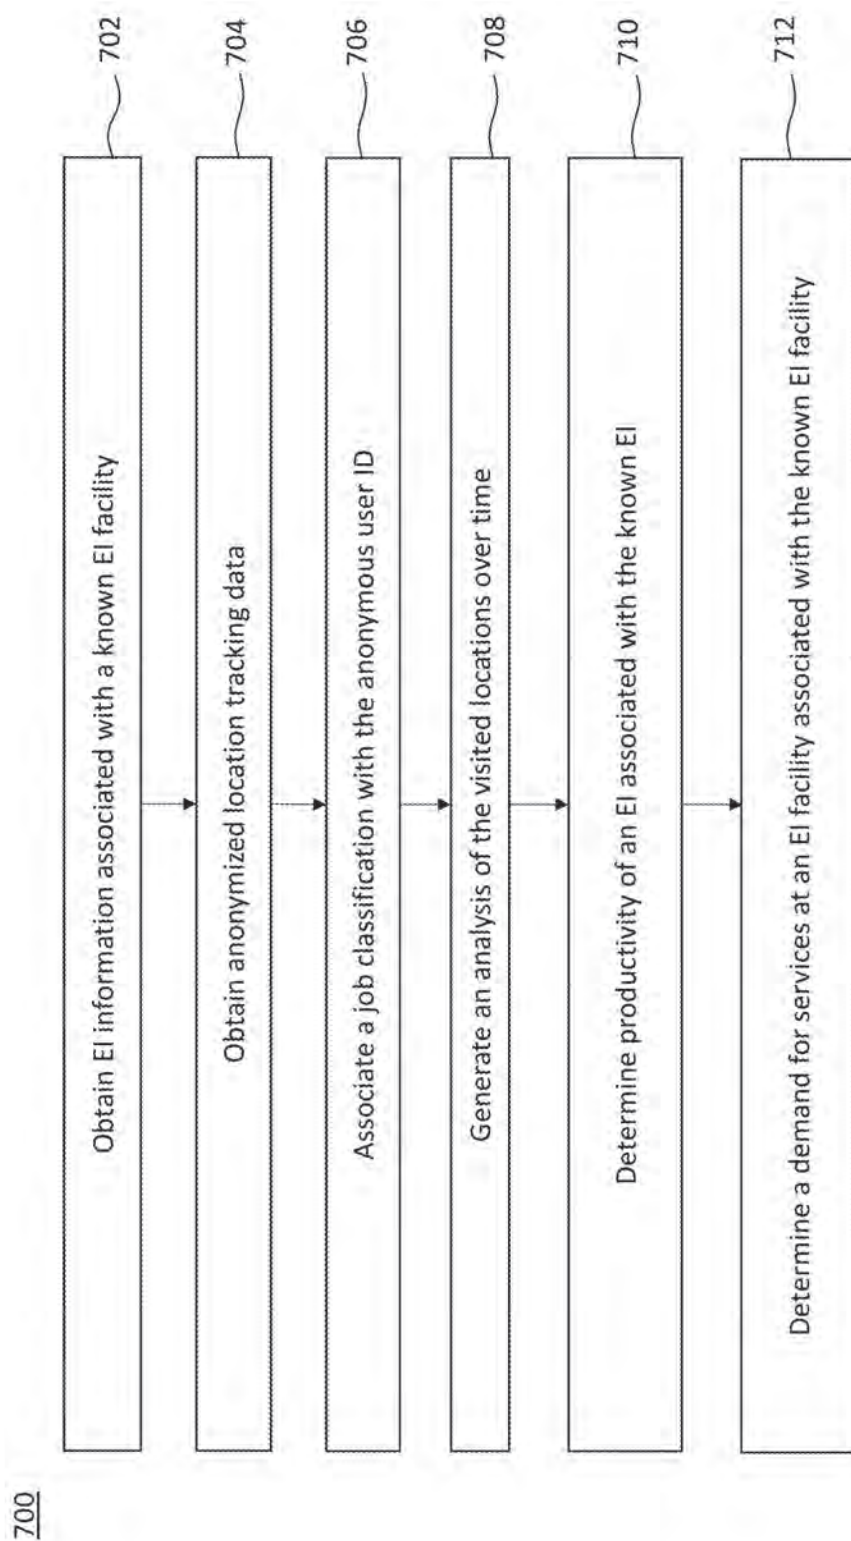 700
Obtain EI information associated with a known EI facility
702
Obtain anonymized location tracking data
704
Associate a job classification with the anonymous user ID
706
Generate an analysis of the visited locations over time
708
Determine productivity of an EI associated with the known EI
710
Determine a demand for services at an EI facility associated with the known EI facility
712